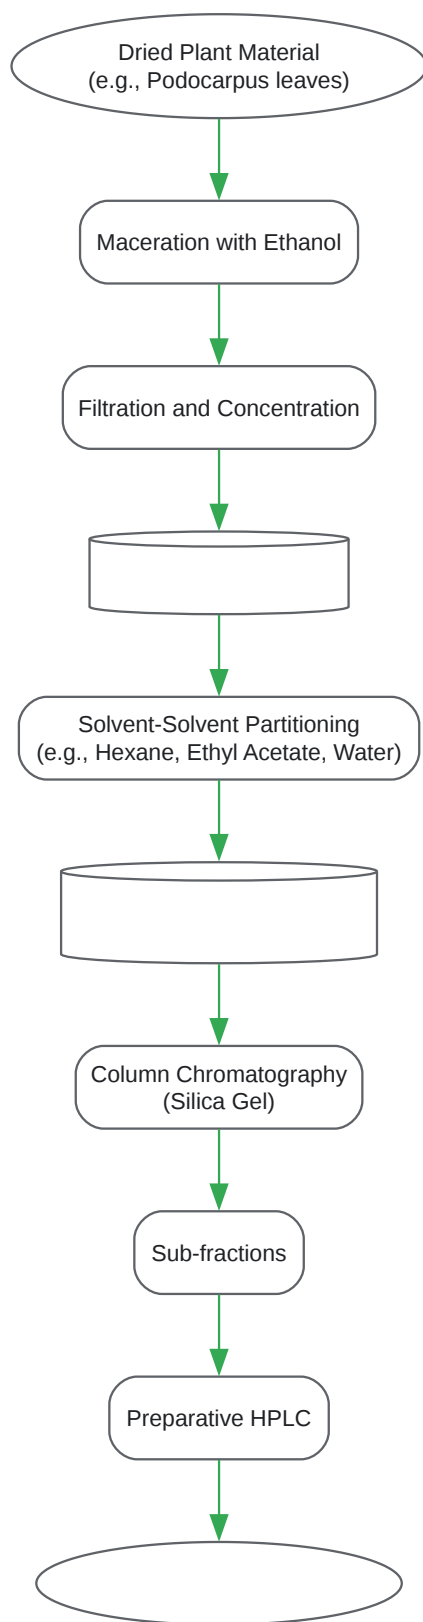 Dried Plant Material
(e.g., Podocarpus leaves)
Maceration with Ethanol
Filtration and Concentration
Solvent-Solvent Partitioning
(e.g., Hexane, Ethyl Acetate, Water)
Column Chromatography
(Silica Gel)
Sub-fractions
Preparative HPLC